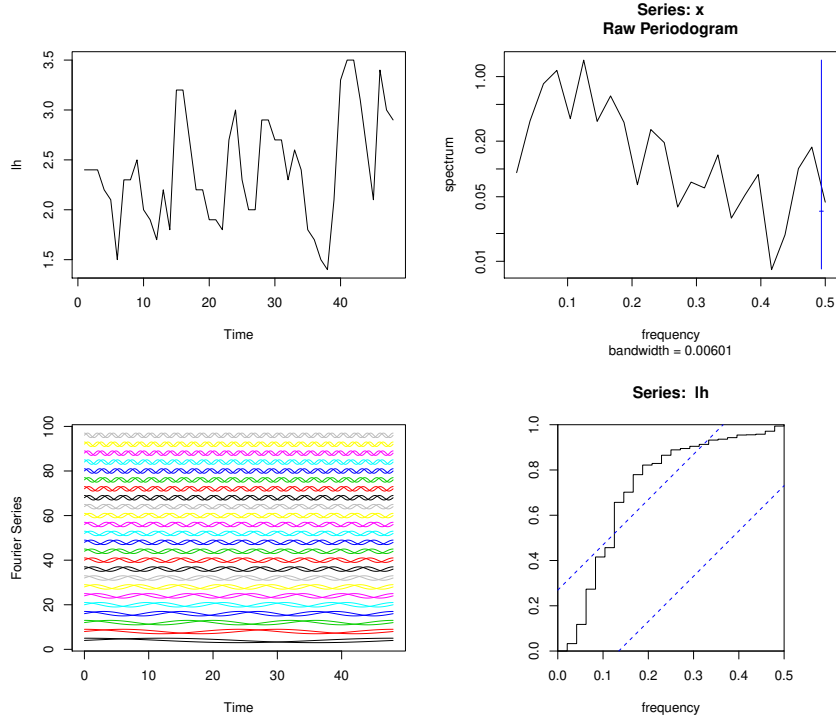 Series: x
Raw Periodogram
lh
1.5 2.0 2.5 3.0 3.5
0 10 20 30 40
Time
spectrum
0.01 0.05 0.20 1.00
0.1 0.2 0.3 0.4 0.5
frequency
bandwidth = 0.00601
Fourier Series
0 20 40 60 80 100
0 10 20 30 40
Time
Series: lh
0.0 0.2 0.4 0.6 0.8 1.0
0.0 0.1 0.2 0.3 0.4 0.5
frequency